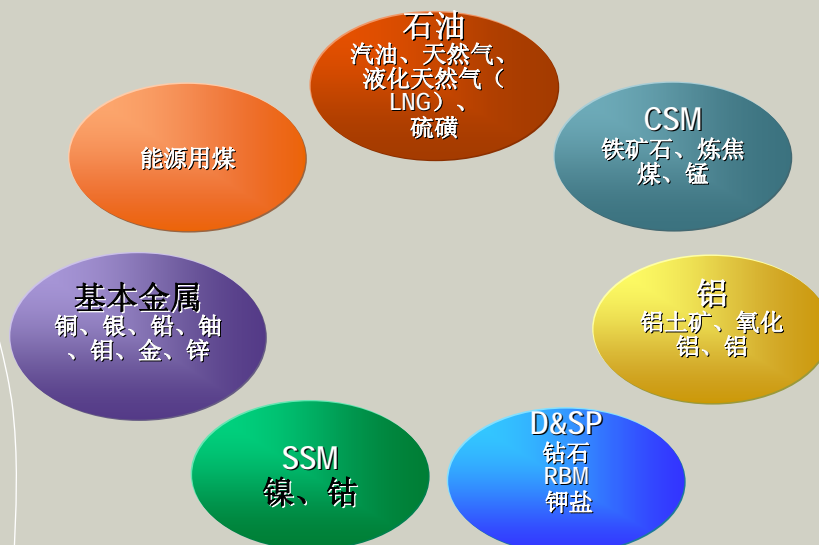 石油
汽油、天然气、
液化天然气（
LNG）、
硫磺
能源用煤
CSM
铁矿石、炼焦
煤、锰
基本金属
铜、银、铅、铀
、钼、金、锌
铝
铝土矿、氧化
铝、铝
SSM
镍、钴
D&SP
钻石
RBM
钾盐